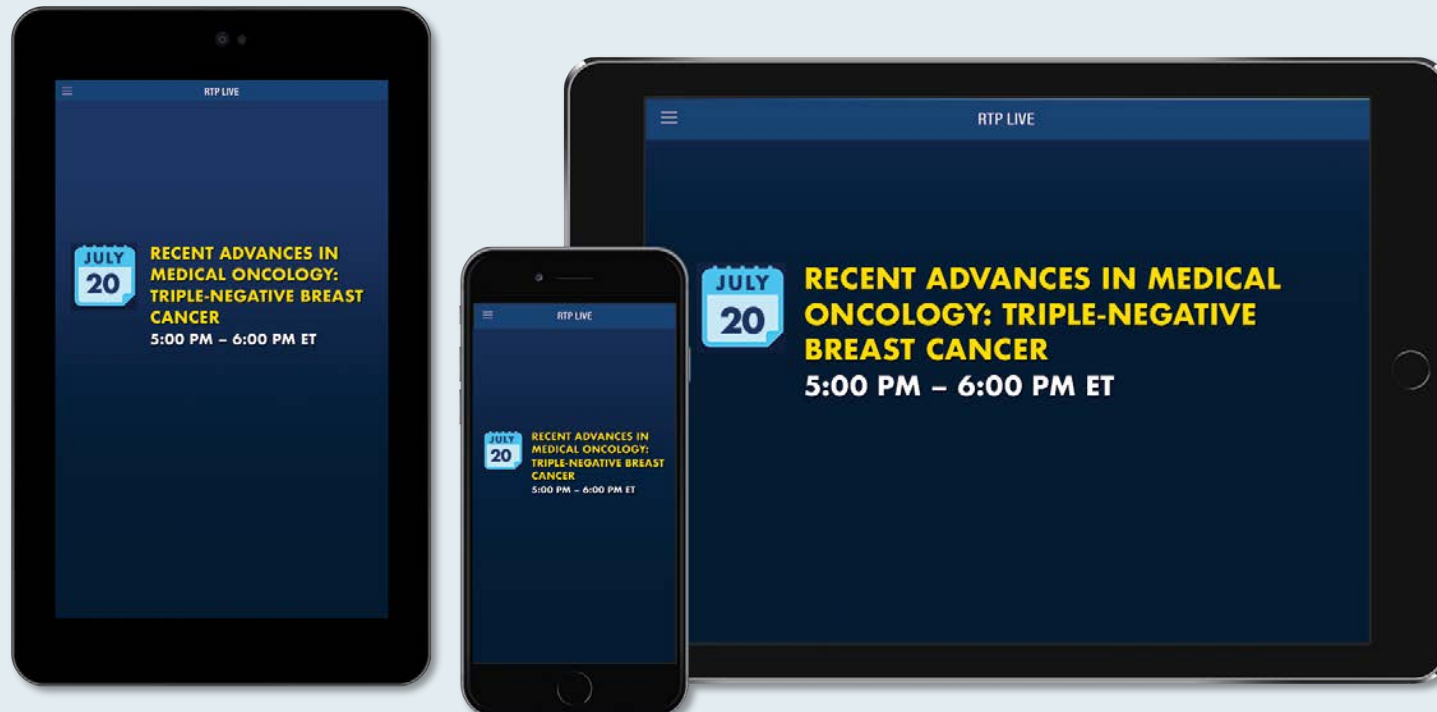 RTP LIVE
JULY
20
RECENT ADVANCES IN
MEDICAL ONCOLOGY:
TRIPLE-NEGATIVE BREAST
CANCER
5:00 PM – 6:00 PM ET
RTP LIVE
JULY
20
RECENT ADVANCES IN
MEDICAL ONCOLOGY:
TRIPLE-NEGATIVE BREAST
CANCER
5:00 PM – 6:00 PM ET
RTP LIVE
JULY
20
RECENT ADVANCES IN MEDICAL
ONCOLOGY: TRIPLE-NEGATIVE
BREAST CANCER
5:00 PM – 6:00 PM ET